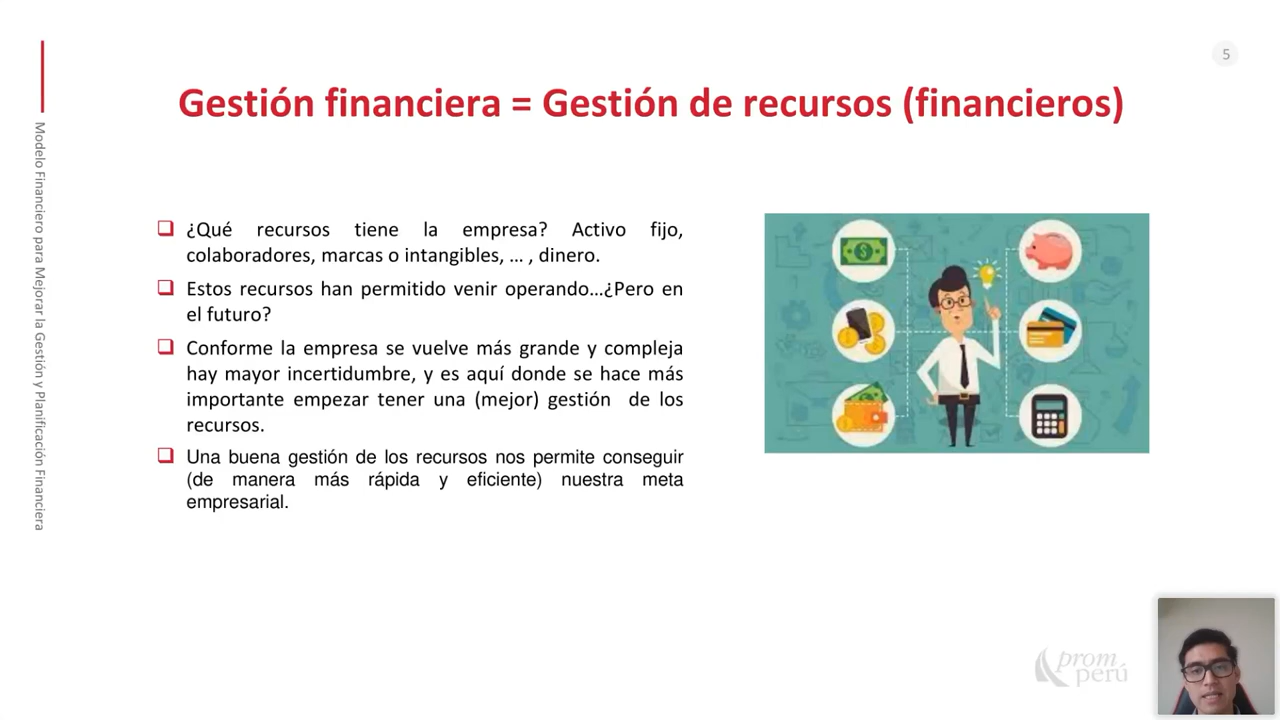 5
Gestión financiera = Gestión de recursos (financieros)
Modelo Financiero para Mejorar la Gestión y Planificación Financiera
¿Qué recursos tiene la empresa? Activo fijo,
colaboradores, marcas o intangibles, ... , dinero.
Estos recursos han permitido venir operando...¿Pero en
el futuro?
Conforme la empresa se vuelve más grande y compleja
hay mayor incertidumbre, y es aquí donde se hace más
importante empezar tener una (mejor) gestión de los
recursos.
Una buena gestión de los recursos nos permite conseguir
(de manera más rápida y eficiente) nuestra meta
empresarial.
$
prom
perú